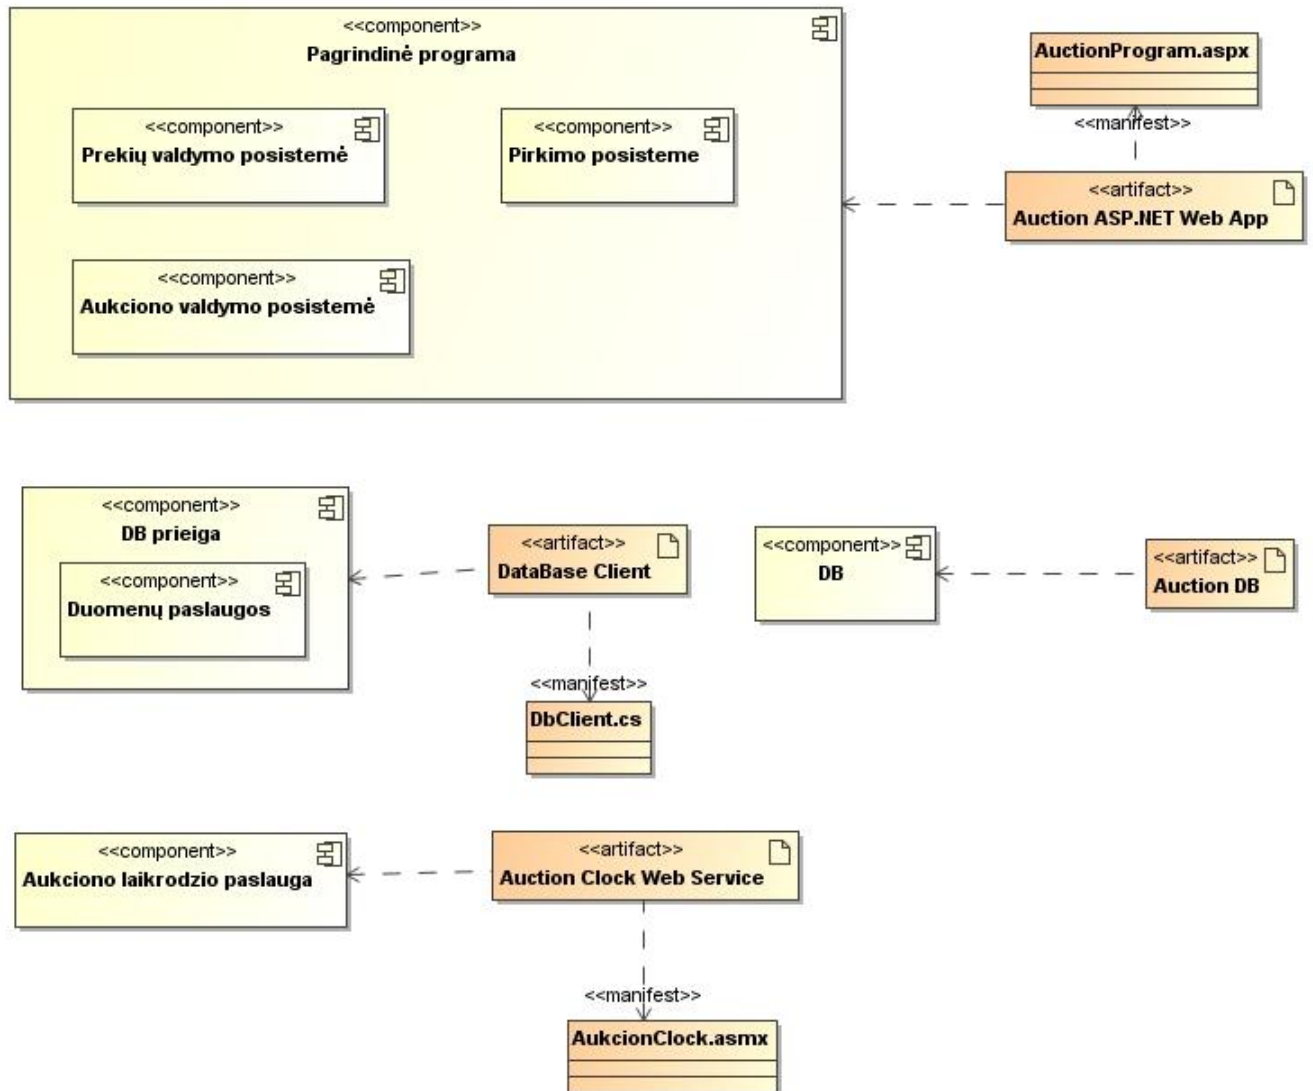 <<component>>
Pagrindinė programa
<<component>>
Prekių valdymo posistemė
<<component>>
Pirkimo posisteme
<<component>>
Aukciono valdymo posistemė
AuctionProgram.aspx
<<manifest>>
<<artifact>>
Auction ASP.NET Web App
<<component>>
DB prieiga
<<component>>
Duomenų paslaugos
<<artifact>>
DataBase Client
<<manifest>>
DbClient.cs
<<component>>
DB
<<artifact>>
Auction DB
<<component>>
Aukciono laikrodzio paslauga
<<artifact>>
Auction Clock Web Service
<<manifest>>
AukcionClock.asmx